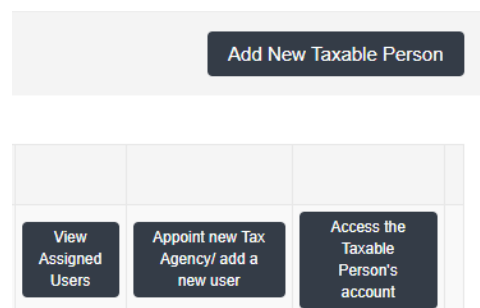 Add New Taxable Person
View
Assigned
Users
Appoint new Tax
Agency/ add a
new user
Access the
Taxable
Person's
account